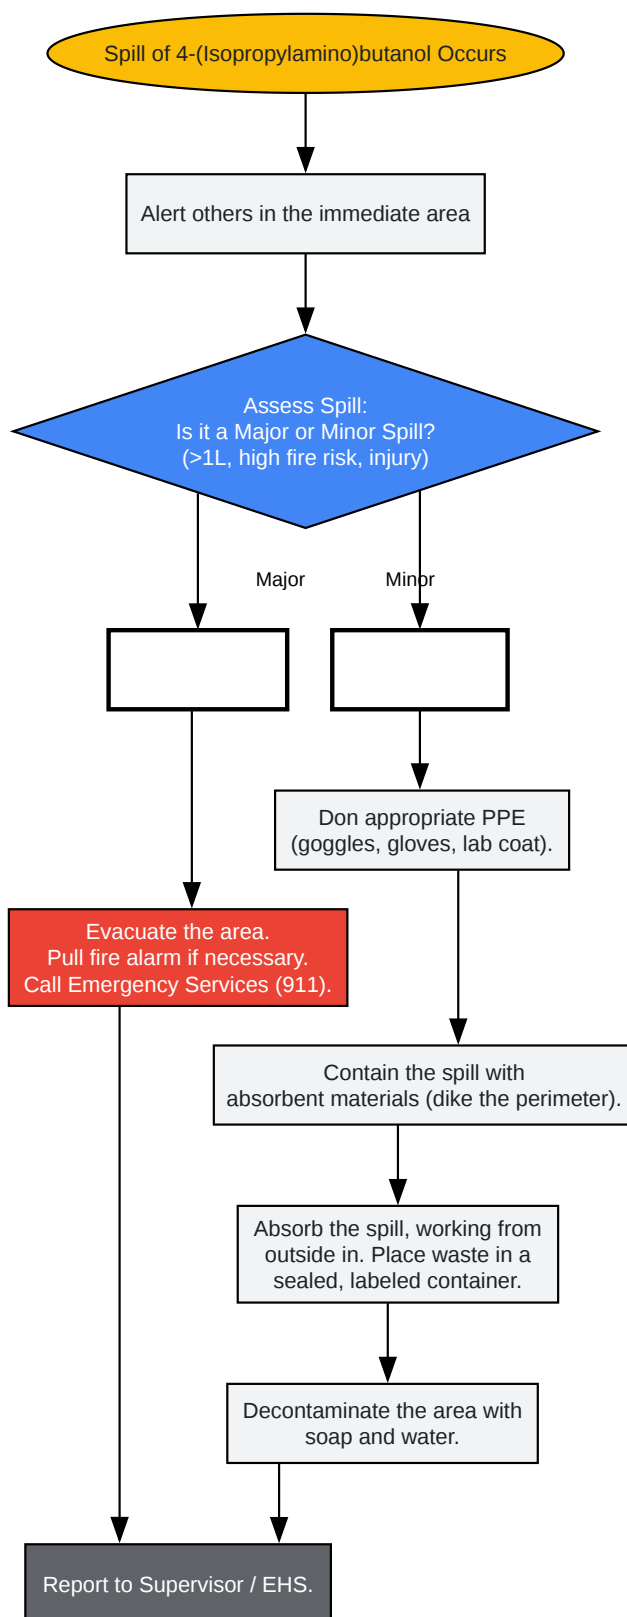 Spill of 4-(Isopropylamino)butanol Occurs
Alert others in the immediate area
Assess Spill:
Is it a Major or Minor Spill?
(>1L, high fire risk, injury)
Major
Minor
Don appropriate PPE
(goggles, gloves, lab coat).
Evacuate the area.
Pull fire alarm if necessary.
Call Emergency Services (911).
Contain the spill with
absorbent materials (dike the perimeter).
Absorb the spill, working from
outside in. Place waste in a
sealed, labeled container.
Decontaminate the area with
soap and water.
Report to Supervisor / EHS.